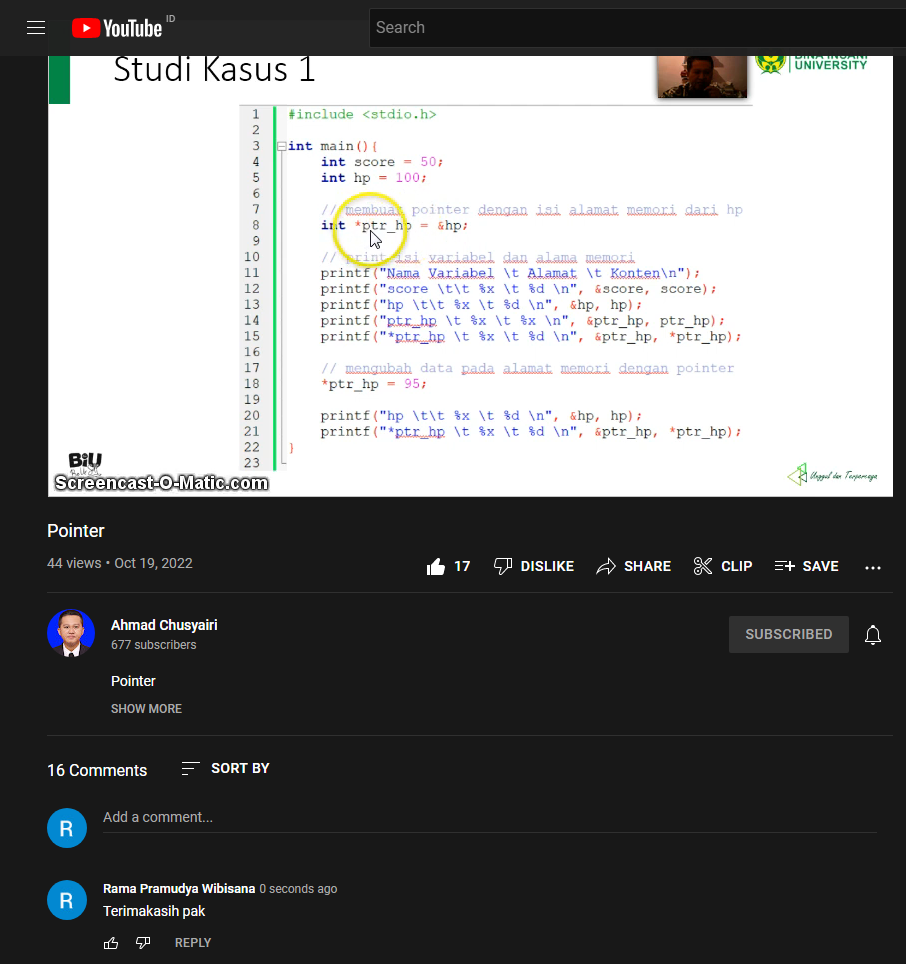 YouTube ID
Search
Studi Kasus 1
UNIVERSITY
1 #include <stdio.h>
2
3 int main(){
4 int score = 50;
5 int hp = 100;
6
7 // membuat pointer dengan isi alamat memori dari hp
8 int *ptr_hp = &hp;
9
10 // print isi variabel dan alama memori
11 printf("Nama Variabel \t Alamat \t Konten\n");
12 printf("score \t\t %x \t %d \n", &score, score);
13 printf("hp \t\t %x \t %d \n", &hp, hp);
14 printf("ptr_hp \t %x \t %x \n", &ptr_hp, ptr_hp);
15 printf("*ptr_hp \t %x \t %d \n", &ptr_hp, *ptr_hp);
16
17 // mengubah data pada alamat memori dengan pointer
18 *ptr_hp = 95;
19
20 printf("hp \t\t %x \t %d \n", &hp, hp);
21 printf("*ptr_hp \t %x \t %d \n", &ptr_hp, *ptr_hp);
22 }
23
BiU
Screencast-O-Matic.com
Unggul dan Terpercaya
Pointer
44 views • Oct 19, 2022
17 DISLIKE SHARE CLIP SAVE
Ahmad Chusyairi
677 subscribers
SUBSCRIBED
Pointer
SHOW MORE
16 Comments SORT BY
R Add a comment...
R Rama Pramudya Wibisana 0 seconds ago
Terimakasih pak
REPLY